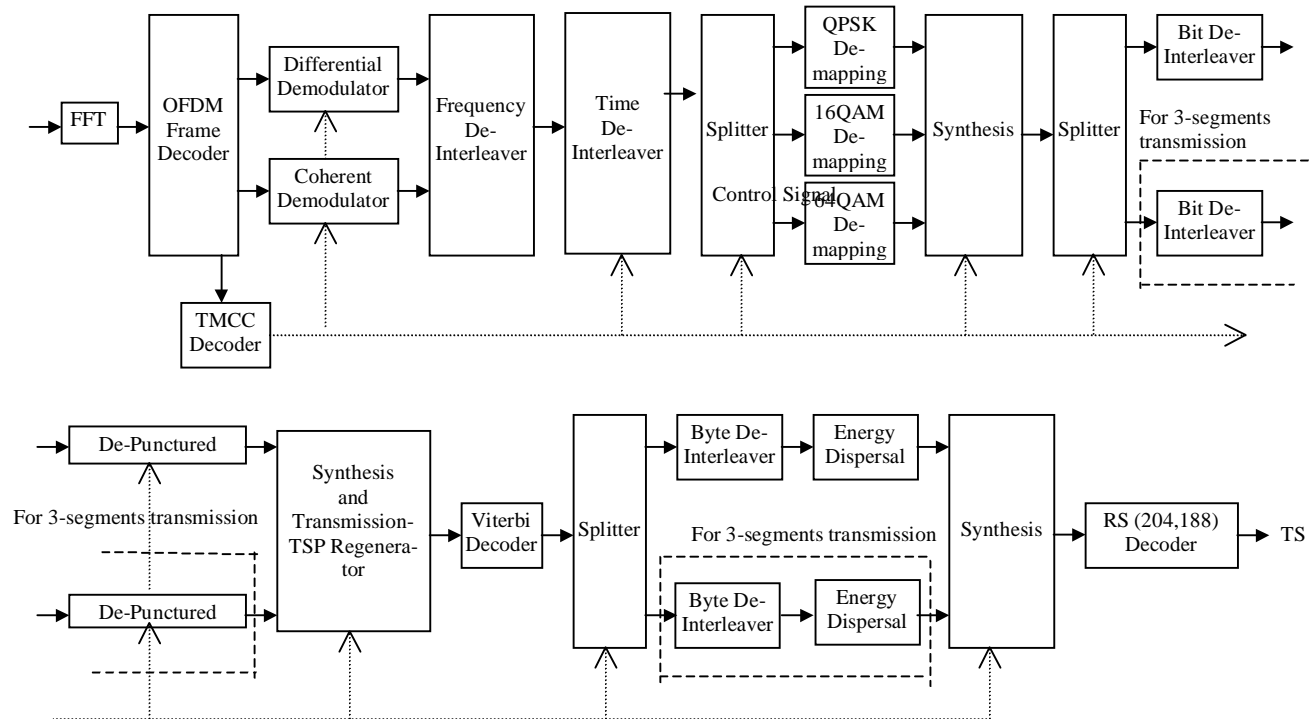 FFT
OFDM
Frame
Decoder
Differential
Demodulator
Coherent
Demodulator
TMCC
Decoder
Frequency
De-
Interleaver
Time
De-
Interleaver
Splitter
Control Signal
QPSK
De-
mapping
16QAM
De-
mapping
64QAM
De-
mapping
Synthesis
Splitter
Bit De-
Interleaver
For 3-segments
transmission
Bit De-
Interleaver
De-Punctured
For 3-segments transmission
De-Punctured
Synthesis
and
Transmission-
TSP Regenera-
tor
Viterbi
Decoder
Splitter
Byte De-
Interleaver
Energy
Dispersal
For 3-segments transmission
Byte De-
Interleaver
Energy
Dispersal
Synthesis
RS (204,188)
Decoder
TS